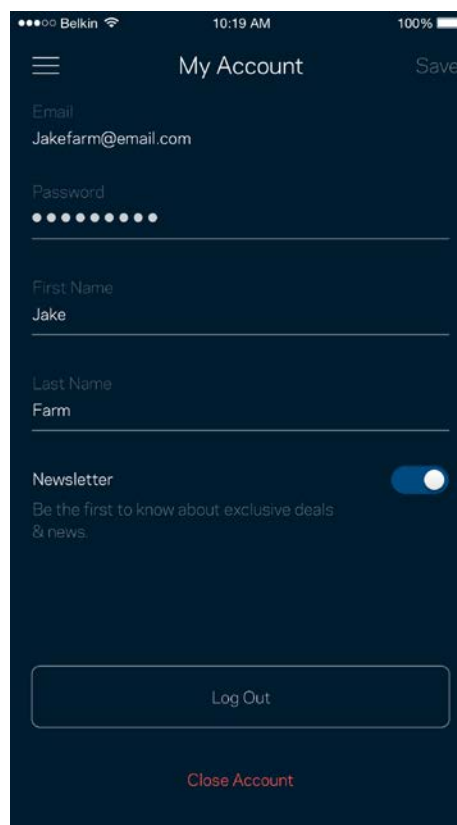 Belkin 10:19 AM 100%
My Account Save
Email
Jakefarm@email.com
Password
First Name
Jake
Last Name
Farm
Newsletter
Be the first to know about exclusive deals
& news.
Log Out
Close Account